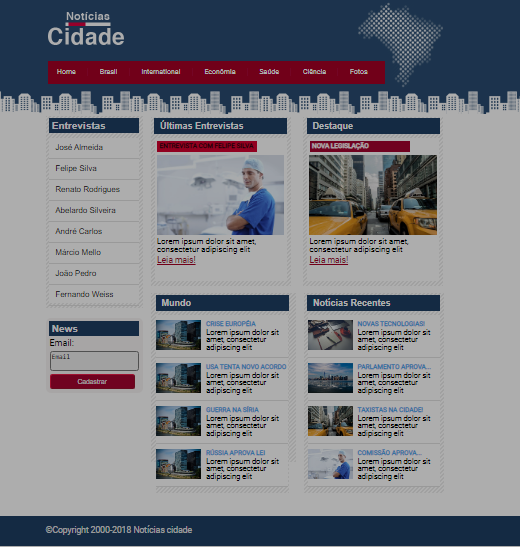 Notícias
Cidade
Home Brasil International Econômia Saúde Ciência Fotos
Entrevistas
José Almeida
Felipe Silva
Renato Rodrigues
Abelardo Silveira
André Carlos
Márcio Mello
João Pedro
Fernando Weiss
News
Email:
Email
Cadastrar
Últimas Entrevistas
ENTREVISTA COM FELIPE SILVA
Lorem ipsum dolor sit amet,
consectetur adipiscing elit
Leia mais!
Destaque
NOVA LEGISLAÇÃO
Lorem ipsum dolor sit amet,
consectetur adipiscing elit
Leia mais!
Mundo
CRISE EUROPÉIA
Lorem ipsum dolor sit
amet, consectetur
adipiscing elit
USA TENTA NOVO ACORDO
Lorem ipsum dolor sit
amet, consectetur
adipiscing elit
GUERRA NA SÍRIA
Lorem ipsum dolor sit
amet, consectetur
adipiscing elit
RÚSSIA APROVA LEI
Lorem ipsum dolor sit
amet, consectetur
adipiscing elit
Notícias Recentes
NOVAS TECNOLOGIAS!
Lorem ipsum dolor sit
amet, consectetur
adipiscing elit
PARLAMENTO APROVA...
Lorem ipsum dolor sit
amet, consectetur
adipiscing elit
TAXISTAS NA CIDADE!
Lorem ipsum dolor sit
amet, consectetur
adipiscing elit
COMISSÃO APROVA...
Lorem ipsum dolor sit
amet, consectetur
adipiscing elit
©Copyright 2000-2018 Notícias cidade